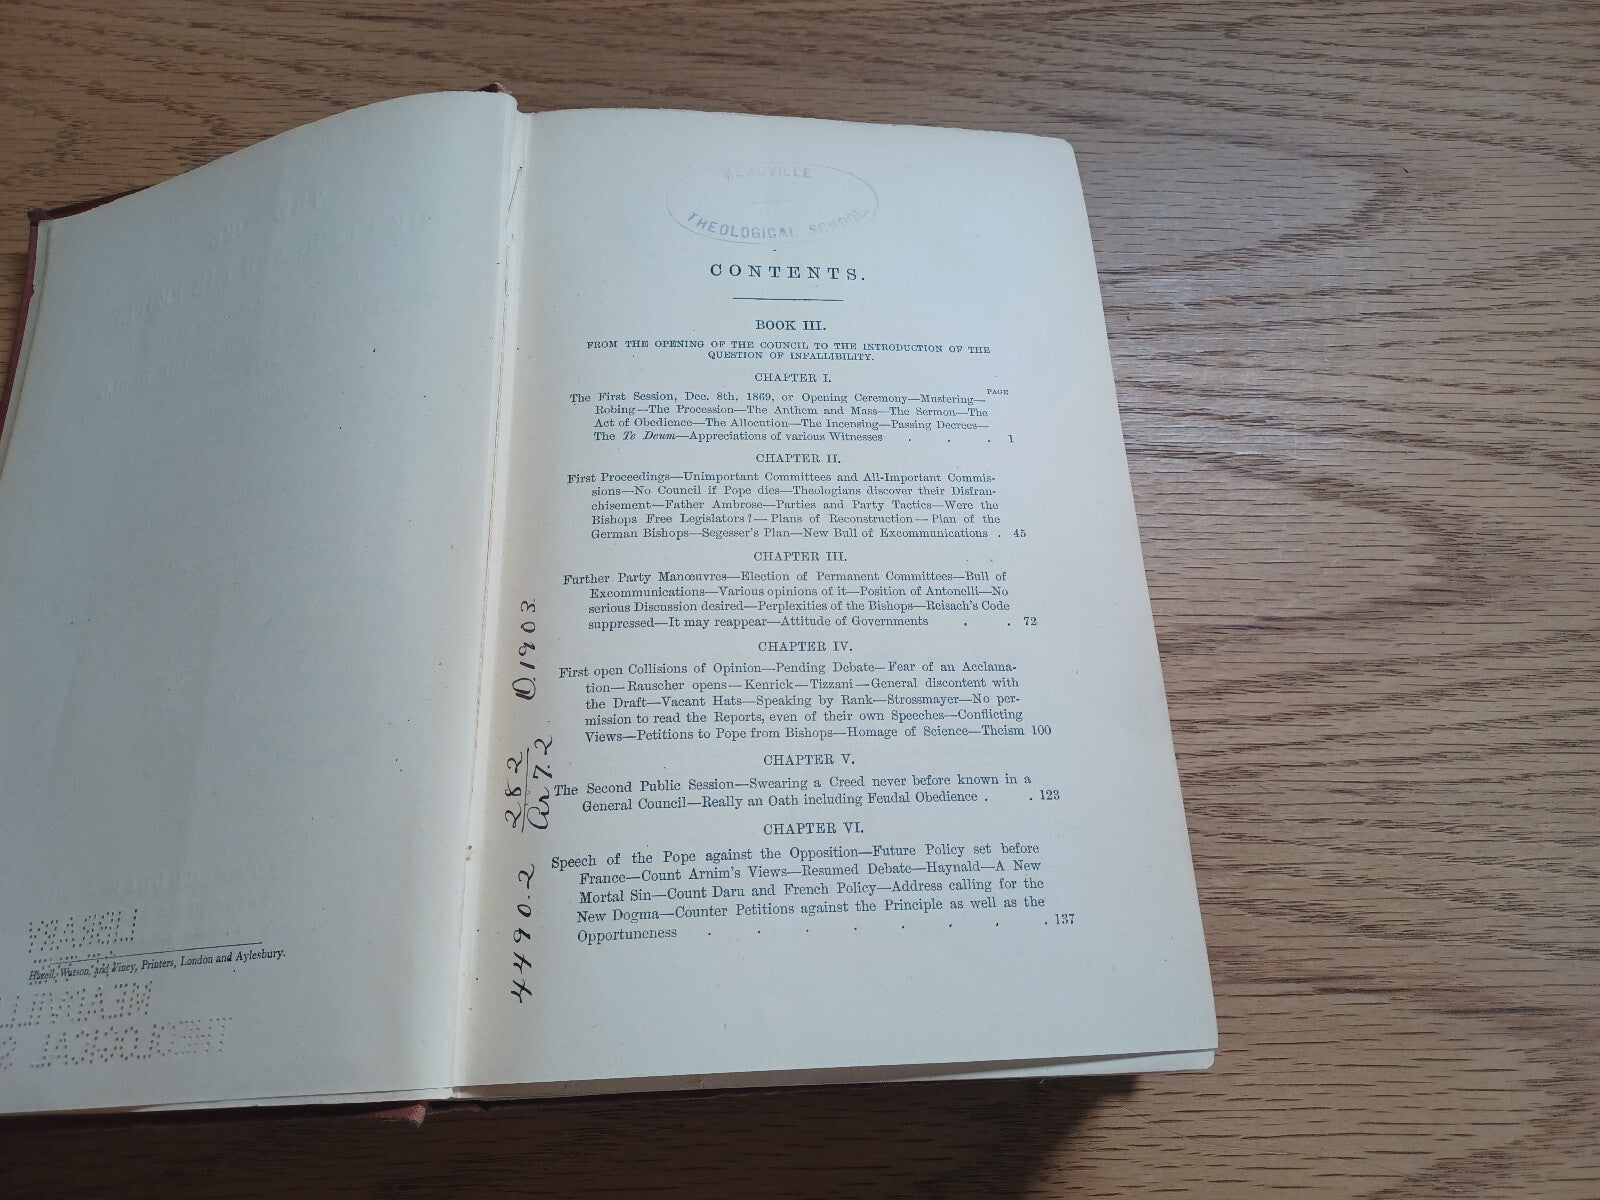 Hazell, Watson, and Viney, Printers, London and Aylesbury.
LIBRARY
MEADVILLE
THEOLOGICAL
MEADVILLE
THEOLOGICAL SCHOOL
CONTENTS.
BOOK III.
FROM THE OPENING OF THE COUNCIL TO THE INTRODUCTION OF THE
QUESTION OF INFALLIBILITY.
CHAPTER I.
PAGE
The First Session, Dec. 8th, 1869, or Opening Ceremony—Mustering—
Robing—The Procession—The Anthem and Mass—The Sermon—The
Act of Obedience—The Allocution—The Incensing—Passing Decrees—
The Te Deum—Appreciations of various Witnesses . . . 1
CHAPTER II.
First Proceedings—Unimportant Committees and All-Important Commis-
sions—No Council if Pope dies—Theologians discover their Disfran-
chisement—Father Ambrose—Parties and Party Tactics—Were the
Bishops Free Legislators?—Plans of Reconstruction—Plan of the
German Bishops—Segesser's Plan—New Bull of Excommunications . 45
CHAPTER III.
Further Party Manœuvres—Election of Permanent Committees—Bull of
Excommunications—Various opinions of it—Position of Antonelli—No
serious Discussion desired—Perplexities of the Bishops—Reisach's Code
suppressed—It may reappear—Attitude of Governments . . 72
CHAPTER IV.
First open Collisions of Opinion—Pending Debate—Fear of an Acclama-
tion—Rauscher opens—Kenrick—Tizzani—General discontent with
the Draft—Vacant Hats—Speaking by Rank—Strossmayer—No per-
mission to read the Reports, even of their own Speeches—Conflicting
Views—Petitions to Pope from Bishops—Homage of Science—Theism 100
CHAPTER V.
The Second Public Session—Swearing a Creed never before known in a
General Council—Really an Oath including Feudal Obedience . . 123
CHAPTER VI.
Speech of the Pope against the Opposition—Future Policy set before
France—Count Arnim's Views—Resumed Debate—Haynald—A New
Mortal Sin—Count Daru and French Policy—Address calling for the
New Dogma—Counter Petitions against the Principle as well as the
Opportuneness . . . . . . . 137
4490.2 282 D.1903.
Ar7.2